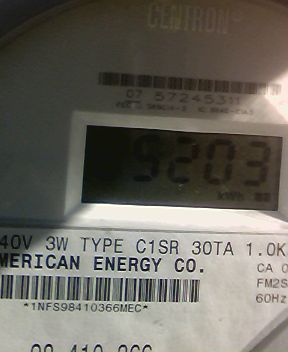 CENTRON®
07 57245311
9203
kWh
40V 3W TYPE C1SR 30TA 1.0K
MERICAN ENERGY CO.
CA 0
FM2S
60Hz
*1NFS98410366MEC*